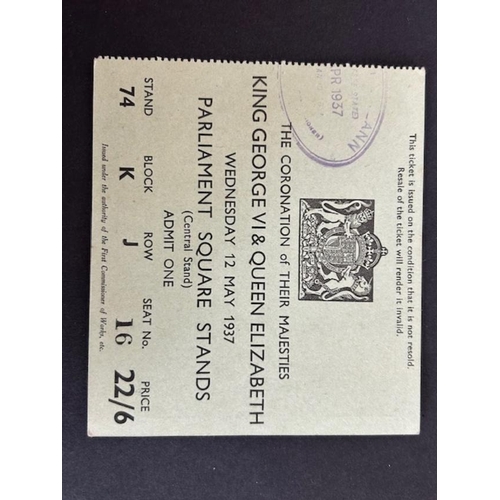 This ticket is issued on the condition that it is not resold.
Resale of the ticket will render it invalid.
ANN
PR 1937
THE CORONATION of THEIR MAJESTIES
KING GEORGE VI & QUEEN ELIZABETH
WEDNESDAY 12 MAY 1937
PARLIAMENT SQUARE STANDS
(Central Stand)
ADMIT ONE
STAND BLOCK ROW SEAT No. PRICE
74 K J 16 22/6
Issued under the authority of the First Commissioner of Works, etc.